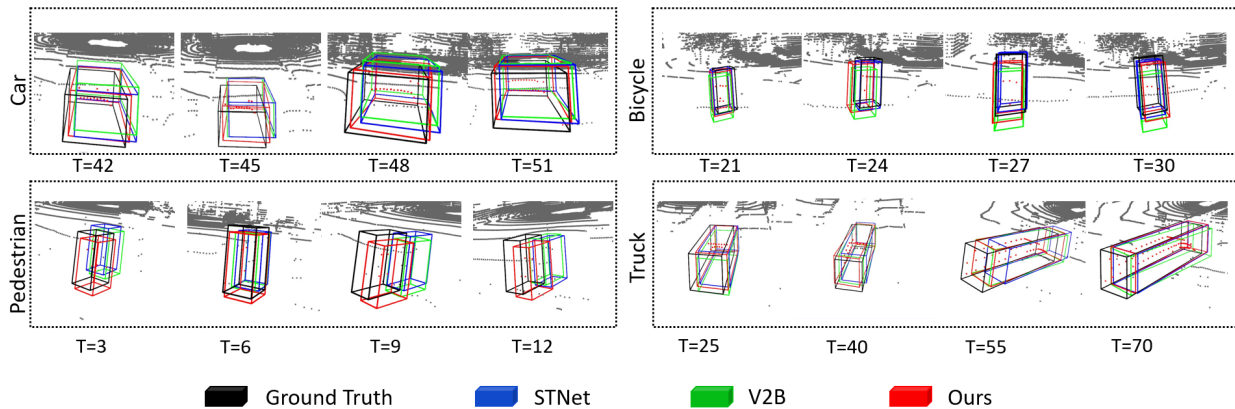 Car
T=42 T=45 T=48 T=51
Bicycle
T=21 T=24 T=27 T=30
Pedestrian
T=3 T=6 T=9 T=12
Truck
T=25 T=40 T=55 T=70
Ground Truth STNet V2B Ours